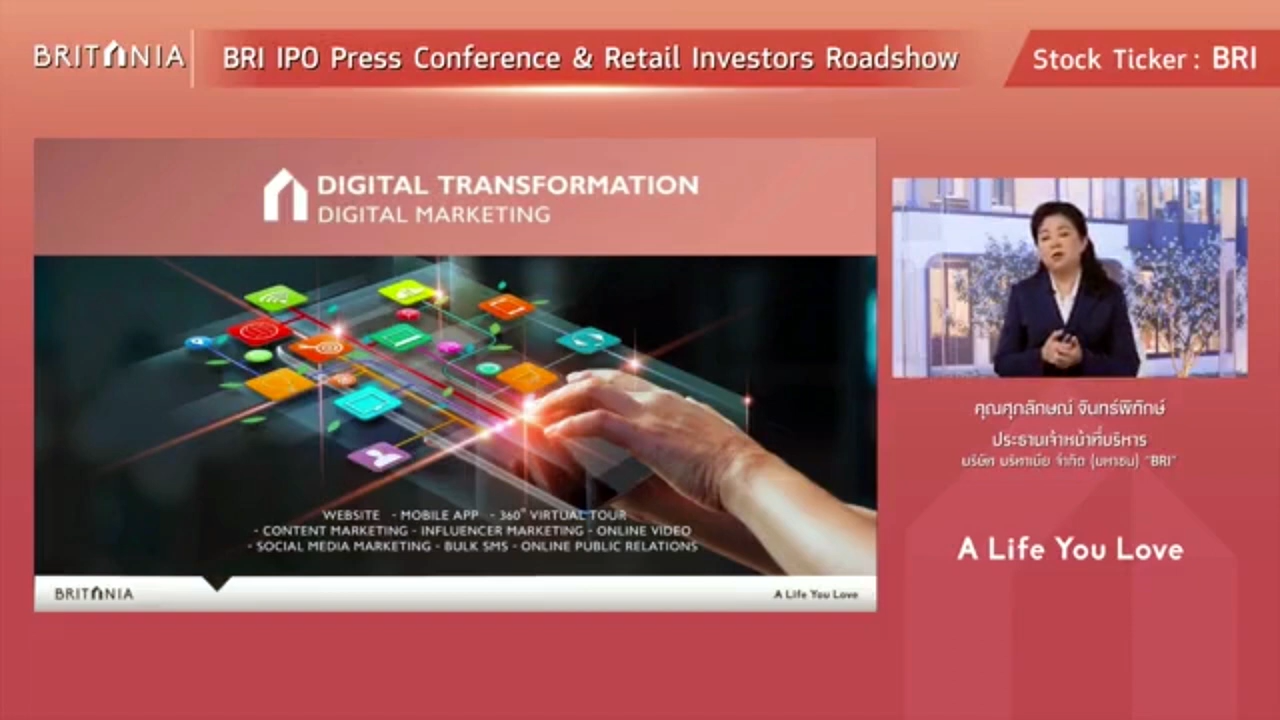 BRITANIA
BRI IPO Press Conference & Retail Investors Roadshow
Stock Ticker : BRI
DIGITAL TRANSFORMATION
DIGITAL MARKETING
WEBSITE - MOBILE APP - 360° VIRTUAL TOUR
- CONTENT MARKETING - INFLUENCER MARKETING - ONLINE VIDEO
- SOCIAL MEDIA MARKETING - BULK SMS - ONLINE PUBLIC RELATIONS
BRITANIA
A Life You Love
คุณศุภลักษณ์ จันทร์พิทักษ์
ประธานเจ้าหน้าที่บริหาร
บริษัท บริทาเนีย จำกัด (มหาชน) "BRI"
A Life You Love